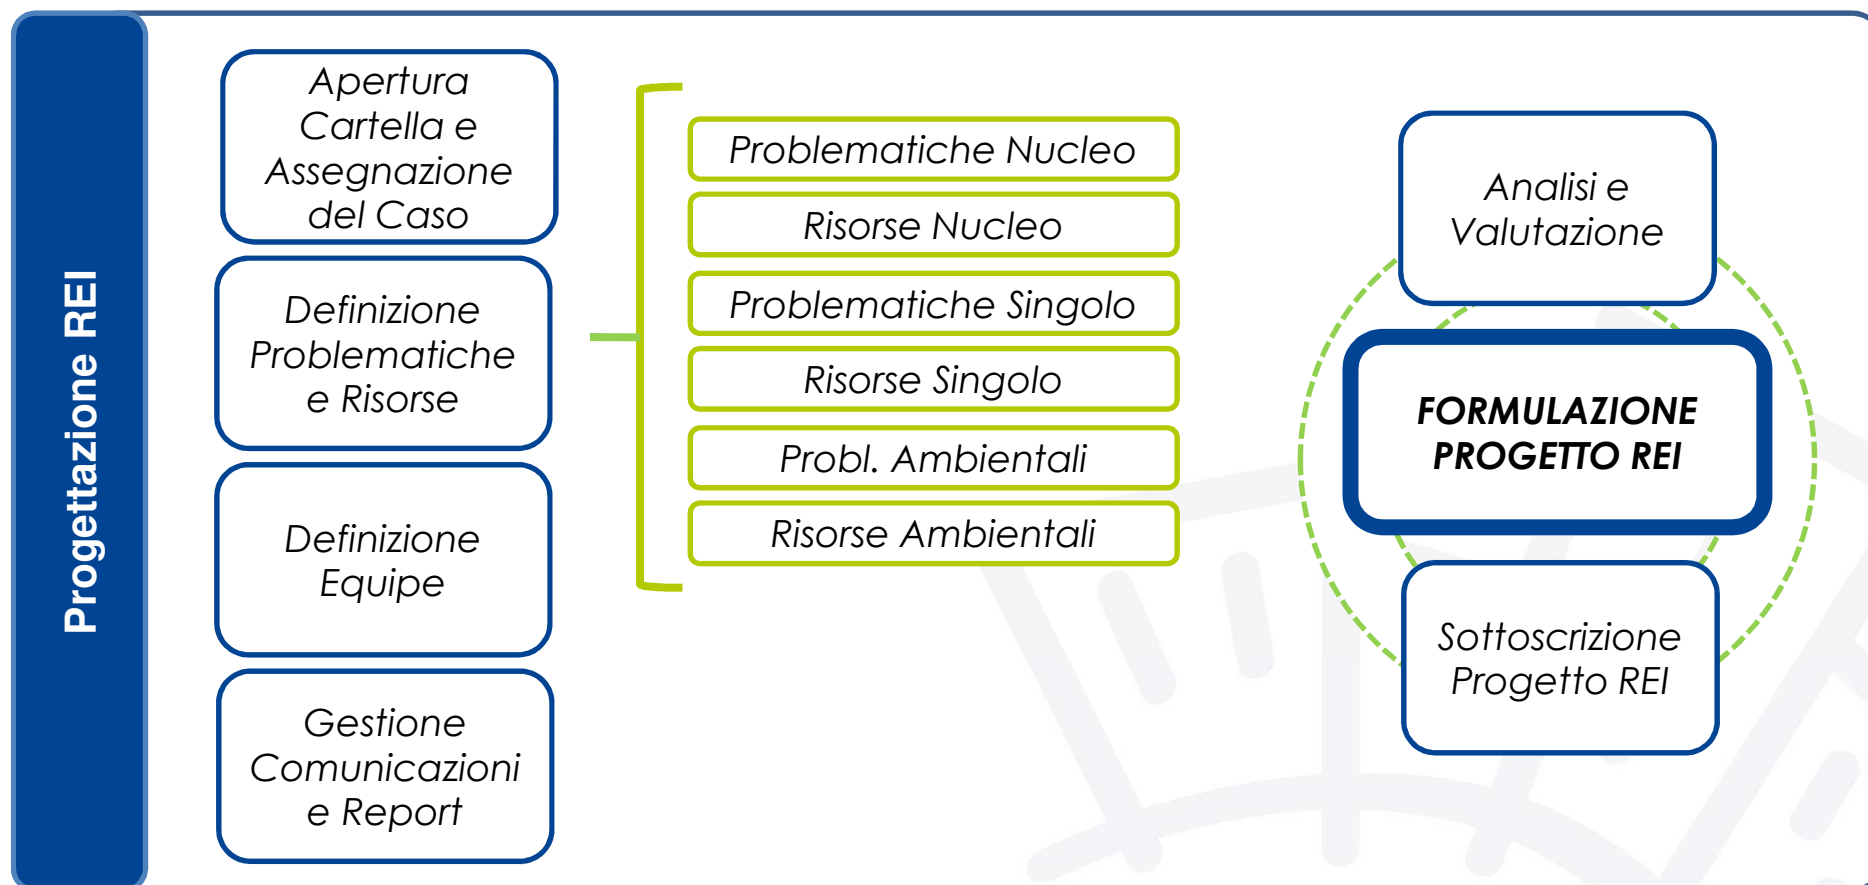 Progettazione REI
Apertura
Cartella e
Assegnazione
del Caso
Definizione
Problematiche
e Risorse
Definizione
Equipe
Gestione
Comunicazioni
e Report
Problematiche Nucleo
Risorse Nucleo
Problematiche Singolo
Risorse Singolo
Probl. Ambientali
Risorse Ambientali
Analisi e
Valutazione
FORMULAZIONE
PROGETTO REI
Sottoscrizione
Progetto REI